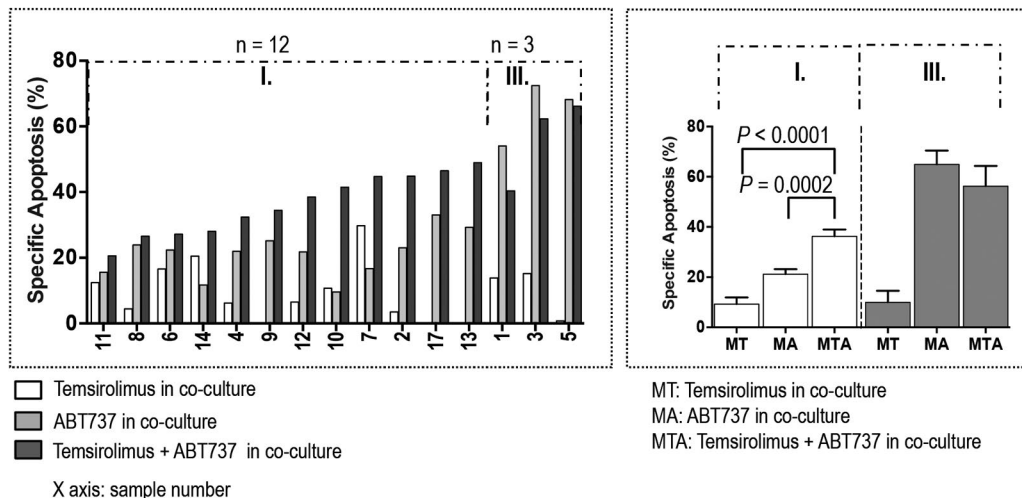 n = 12
n = 3
I.
III.
Specific Apoptosis (%)
80
60
40
20
0
11
8
6
14
4
9
12
10
7
2
17
13
1
3
5
Temsirolimus in co-culture
ABT737 in co-culture
Temsirolimus + ABT737 in co-culture
X axis: sample number
I.
III.
Specific Apoptosis (%)
80
60
40
20
0
P < 0.0001
P = 0.0002
MT
MA
MTA
MT
MA
MTA
MT: Temsirolimus in co-culture
MA: ABT737 in co-culture
MTA: Temsirolimus + ABT737 in co-culture